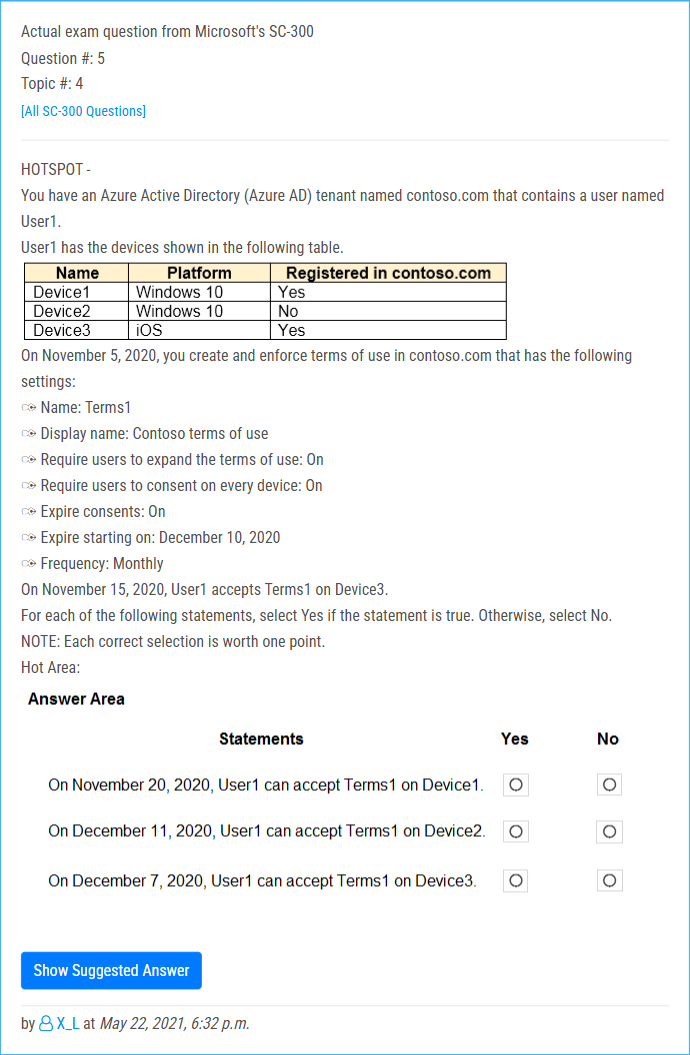 Actual exam question from Microsoft's SC-300
Question #: 5
Topic #: 4
[All SC-300 Questions]
HOTSPOT -
You have an Azure Active Directory (Azure AD) tenant named contoso.com that contains a user named
User1.
User1 has the devices shown in the following table.
Name Platform Registered in contoso.com
Device1 Windows 10 Yes
Device2 Windows 10 No
Device3 iOS Yes
On November 5, 2020, you create and enforce terms of use in contoso.com that has the following
settings:
Name: Terms1
Display name: Contoso terms of use
Require users to expand the terms of use: On
Require users to consent on every device: On
Expire consents: On
Expire starting on: December 10, 2020
Frequency: Monthly
On November 15, 2020, User1 accepts Terms1 on Device3.
For each of the following statements, select Yes if the statement is true. Otherwise, select No.
NOTE: Each correct selection is worth one point.
Hot Area:
Answer Area
Statements Yes No
On November 20, 2020, User1 can accept Terms1 on Device1.
On December 11, 2020, User1 can accept Terms1 on Device2.
On December 7, 2020, User1 can accept Terms1 on Device3.
Show Suggested Answer
by X_L at May 22, 2021, 6:32 p.m.